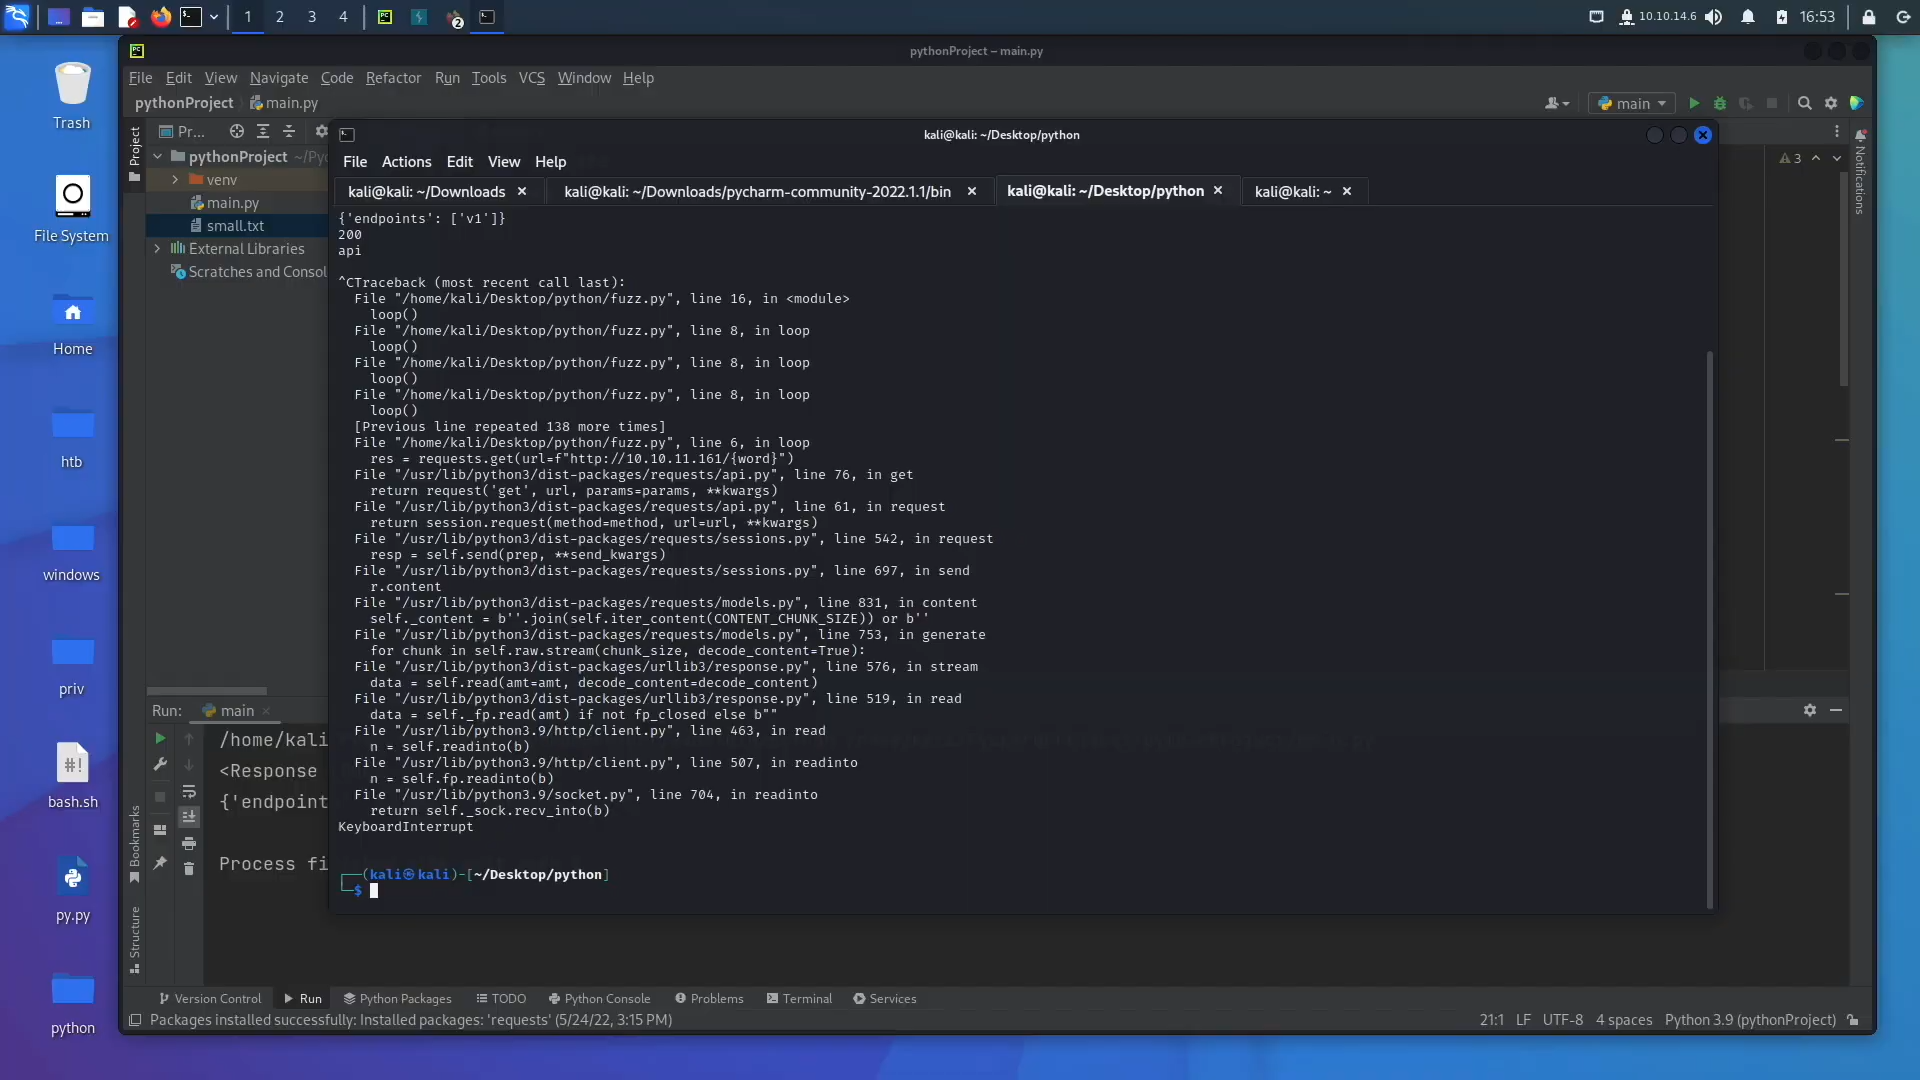 1 2 3 4
2
10.10.14.6
16:53
Trash
File System
Home
htb
windows
priv
bash.sh
py.py
python
pythonProject – main.py
File Edit View Navigate Code Refactor Run Tools VCS Window Help
pythonProject main.py
main
Project
Pr...
pythonProject ~/Pyc
venv
main.py
small.txt
External Libraries
Scratches and Consol
3
Notifications
kali@kali: ~/Desktop/python
File Actions Edit View Help
kali@kali: ~/Downloads
kali@kali: ~/Downloads/pycharm-community-2022.1.1/bin
kali@kali: ~/Desktop/python
kali@kali: ~
{'endpoints': ['v1']}
200
api
^CTraceback (most recent call last):
  File "/home/kali/Desktop/python/fuzz.py", line 16, in <module>
    loop()
  File "/home/kali/Desktop/python/fuzz.py", line 8, in loop
    loop()
  File "/home/kali/Desktop/python/fuzz.py", line 8, in loop
    loop()
  File "/home/kali/Desktop/python/fuzz.py", line 8, in loop
    loop()
  [Previous line repeated 138 more times]
  File "/home/kali/Desktop/python/fuzz.py", line 6, in loop
    res = requests.get(url=f"http://10.10.11.161/{word}")
  File "/usr/lib/python3/dist-packages/requests/api.py", line 76, in get
    return request('get', url, params=params, **kwargs)
  File "/usr/lib/python3/dist-packages/requests/api.py", line 61, in request
    return session.request(method=method, url=url, **kwargs)
  File "/usr/lib/python3/dist-packages/requests/sessions.py", line 542, in request
    resp = self.send(prep, **send_kwargs)
  File "/usr/lib/python3/dist-packages/requests/sessions.py", line 697, in send
    r.content
  File "/usr/lib/python3/dist-packages/requests/models.py", line 831, in content
    self._content = b''.join(self.iter_content(CONTENT_CHUNK_SIZE)) or b''
  File "/usr/lib/python3/dist-packages/requests/models.py", line 753, in generate
    for chunk in self.raw.stream(chunk_size, decode_content=True):
  File "/usr/lib/python3/dist-packages/urllib3/response.py", line 576, in stream
    data = self.read(amt=amt, decode_content=decode_content)
  File "/usr/lib/python3/dist-packages/urllib3/response.py", line 519, in read
    data = self._fp.read(amt) if not fp_closed else b""
  File "/usr/lib/python3.9/http/client.py", line 463, in read
    n = self.readinto(b)
  File "/usr/lib/python3.9/http/client.py", line 507, in readinto
    n = self.fp.readinto(b)
  File "/usr/lib/python3.9/socket.py", line 704, in readinto
    return self._sock.recv_into(b)
KeyboardInterrupt
(kali㉿kali)-[~/Desktop/python]
$
Run: main
/home/kali
<Response
{'endpoint
Process fi
Bookmarks
Structure
Version Control Run Python Packages TODO Python Console Problems Terminal Services
Packages installed successfully: Installed packages: 'requests' (5/24/22, 3:15 PM)
21:1 LF UTF-8 4 spaces Python 3.9 (pythonProject)